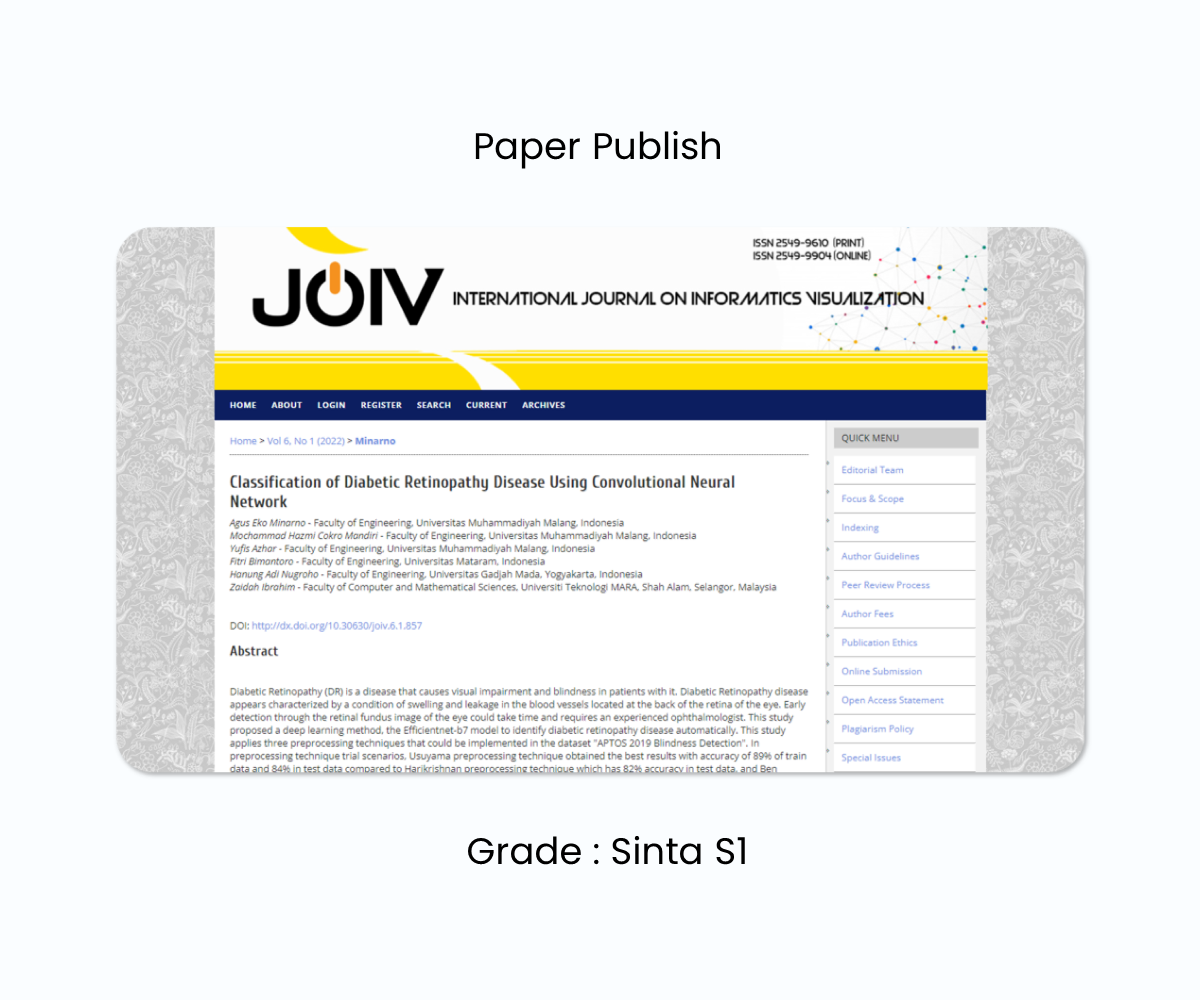 Paper Publish
ISSN 2549-9610 (PRINT)
ISSN 2549-9904 (ONLINE)
JOIV INTERNATIONAL JOURNAL ON INFORMATICS VISUALIZATION
HOME ABOUT LOGIN REGISTER SEARCH CURRENT ARCHIVES
Home > Vol 6, No 1 (2022) > Minarno
Classification of Diabetic Retinopathy Disease Using Convolutional Neural
Network
Agus Eko Minarno - Faculty of Engineering, Universitas Muhammadiyah Malang, Indonesia
Mochammad Hazmi Cokro Mandiri - Faculty of Engineering, Universitas Muhammadiyah Malang, Indonesia
Yufis Azhar - Faculty of Engineering, Universitas Muhammadiyah Malang, Indonesia
Fitri Bimantoro - Faculty of Engineering, Universitas Mataram, Indonesia
Hanung Adi Nugroho - Faculty of Engineering, Universitas Gadjah Mada, Yogyakarta, Indonesia
Zaidah Ibrahim - Faculty of Computer and Mathematical Sciences, Universiti Teknologi MARA, Shah Alam, Selangor, Malaysia
DOI: http://dx.doi.org/10.30630/joiv.6.1.857
Abstract
Diabetic Retinopathy (DR) is a disease that causes visual impairment and blindness in patients with it. Diabetic Retinopathy disease
appears characterized by a condition of swelling and leakage in the blood vessels located at the back of the retina of the eye. Early
detection through the retinal fundus image of the eye could take time and requires an experienced ophthalmologist. This study
proposed a deep learning method, the Efficientnet-b7 model to identify diabetic retinopathy disease automatically. This study
applies three preprocessing techniques that could be implemented in the dataset "APTOS 2019 Blindness Detection". In
preprocessing technique trial scenarios, Usuyama preprocessing technique obtained the best results with accuracy of 89% of train
data and 84% in test data compared to Harikrishnan preprocessing technique which has 82% accuracy in test data, and Ben
QUICK MENU
Editorial Team
Focus & Scope
Indexing
Author Guidelines
Peer Review Process
Author Fees
Publication Ethics
Online Submission
Open Access Statement
Plagiarism Policy
Special Issues
Grade : Sinta S1